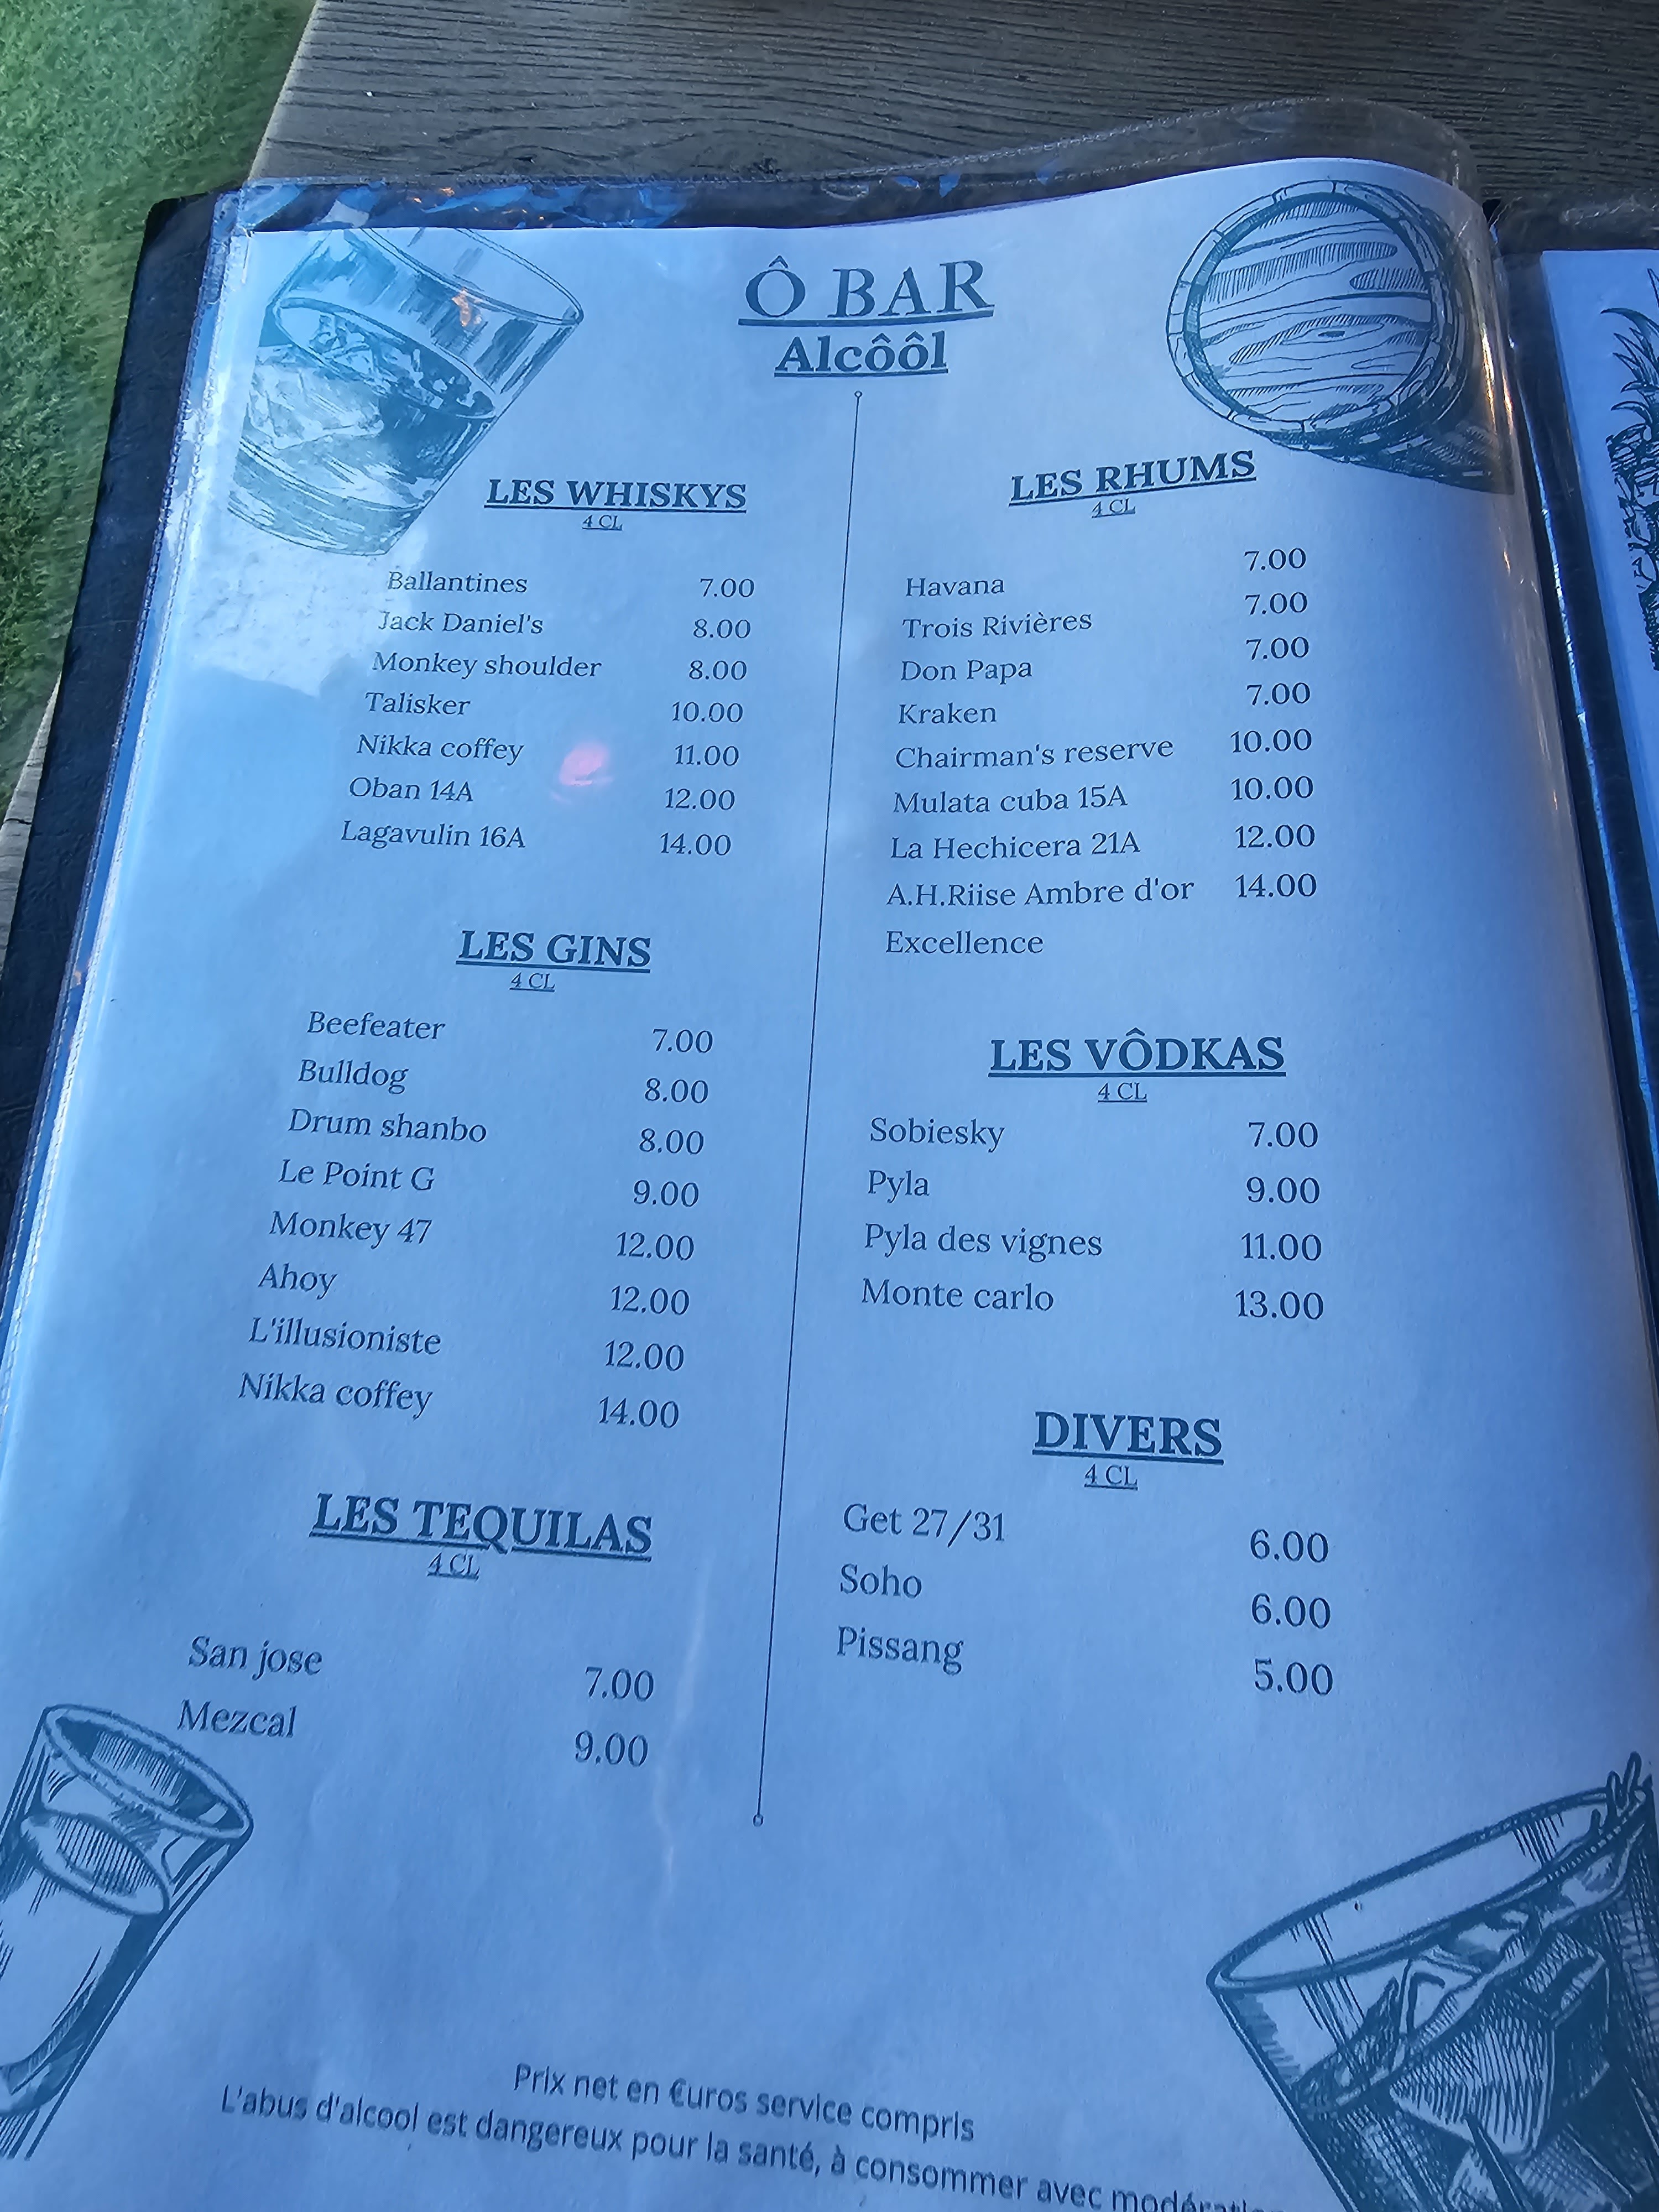 Ô BAR
Alcôôl
LES WHISKYS
4 CL
Ballantines 7.00
Jack Daniel's 8.00
Monkey shoulder 8.00
Talisker 10.00
Nikka coffey 11.00
Oban 14A 12.00
Lagavulin 16A 14.00
LES GINS
4 CL
Beefeater 7.00
Bulldog 8.00
Drum shanbo 8.00
Le Point G 9.00
Monkey 47 12.00
Ahoy 12.00
L'illusioniste 12.00
Nikka coffey 14.00
LES TEQUILAS
4 CL
San jose 7.00
Mezcal 9.00
LES RHUMS
4 CL
Havana 7.00
Trois Rivières 7.00
Don Papa 7.00
Kraken 7.00
Chairman's reserve 10.00
Mulata cuba 15A 10.00
La Hechicera 21A 12.00
A.H.Riise Ambre d'or 14.00
Excellence
LES VÔDKAS
4 CL
Sobiesky 7.00
Pyla 9.00
Pyla des vignes 11.00
Monte carlo 13.00
DIVERS
4 CL
Get 27/31 6.00
Soho 6.00
Pissang 5.00
Prix net en €uros service compris
L'abus d'alcool est dangereux pour la santé, à consommer avec